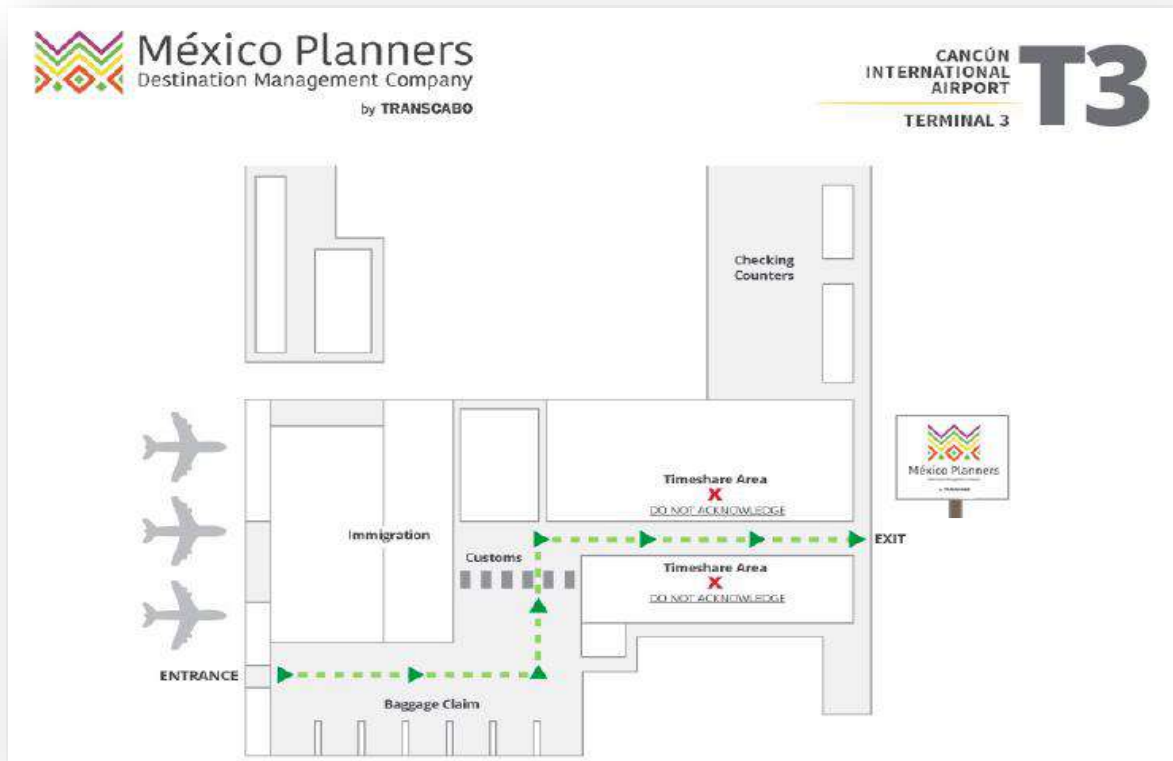 México Planners
Destination Management Company
by TRANSCABO
CANCÚN
INTERNATIONAL
AIRPORT
TERMINAL 3
T3
Checking
Counters
Timeshare Area
X
DO NOT ACKNOWLEDGE
México Planners
Immigration
EXIT
Customs
Timeshare Area
X
DO NOT ACKNOWLEDGE
ENTRANCE
Baggage Claim